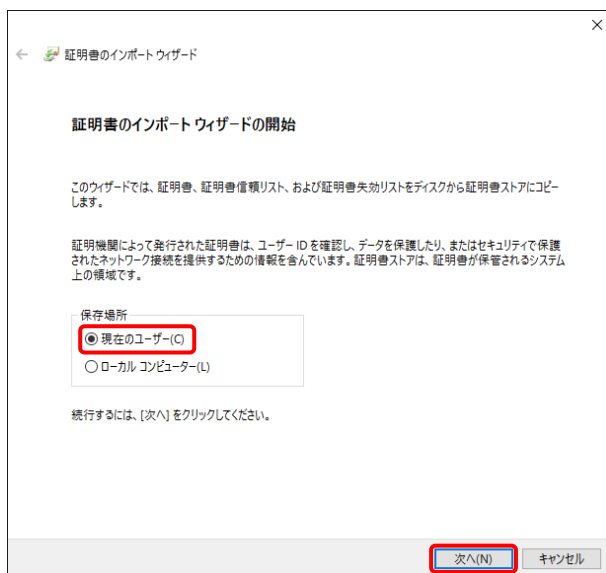 証明書のインポート ウィザード
証明書のインポート ウィザードの開始
このウィザードでは、証明書、証明書信頼リスト、および証明書失効リストをディスクから証明書ストアにコピー
します。
証明機関によって発行された証明書は、ユーザー ID を確認し、データを保護したり、またはセキュリティで保護
されたネットワーク接続を提供するための情報を含んでいます。証明書ストアは、証明書が保管されるシステム
上の領域です。
保存場所
現在のユーザー(C)
ローカル コンピューター(L)
続行するには、[次へ] をクリックしてください。
次へ(N) キャンセル